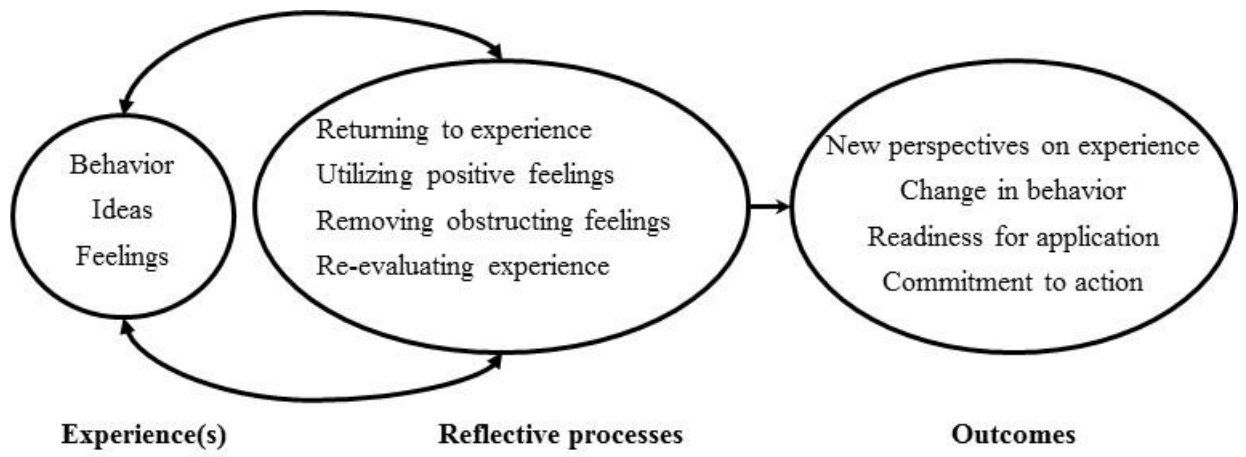 Behavior
Ideas
Feelings
Returning to experience
Utilizing positive feelings
Removing obstructing feelings
Re-evaluating experience
New perspectives on experience
Change in behavior
Readiness for application
Commitment to action
Experience(s)
Reflective processes
Outcomes